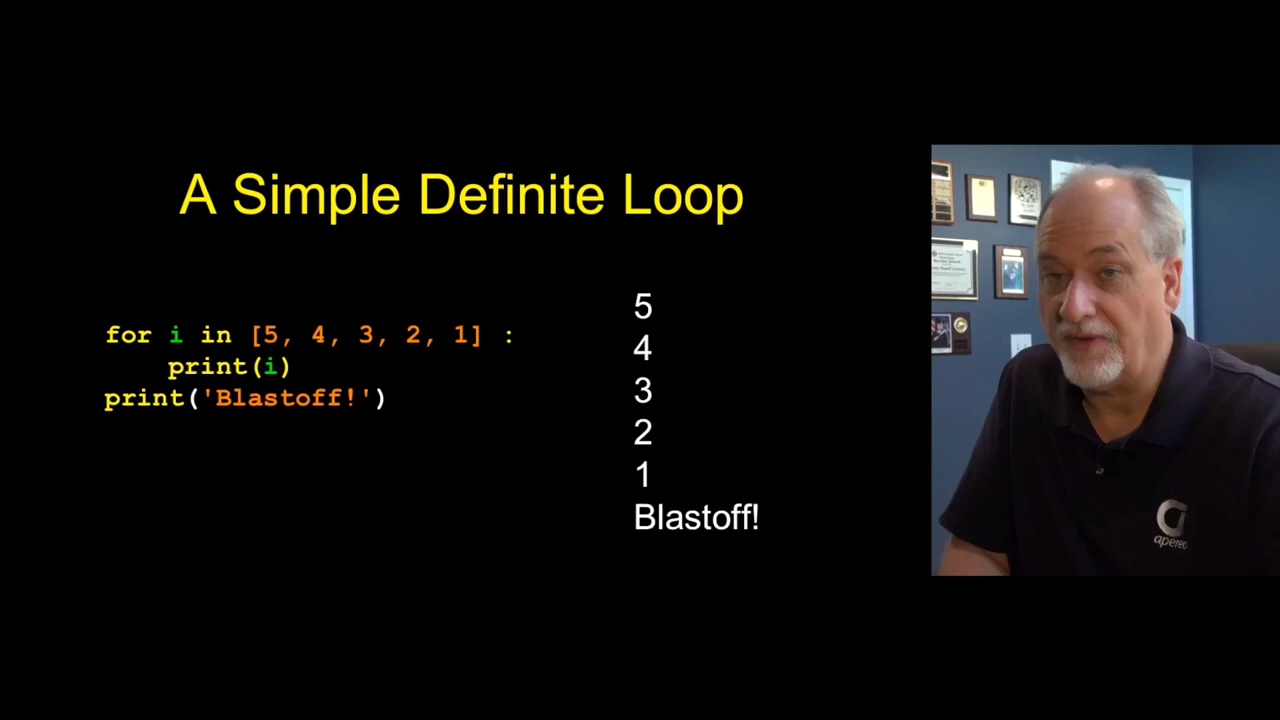 A Simple Definite Loop
for i in [5, 4, 3, 2, 1] :
    print(i)
print('Blastoff!')
5
4
3
2
1
Blastoff!
apereo